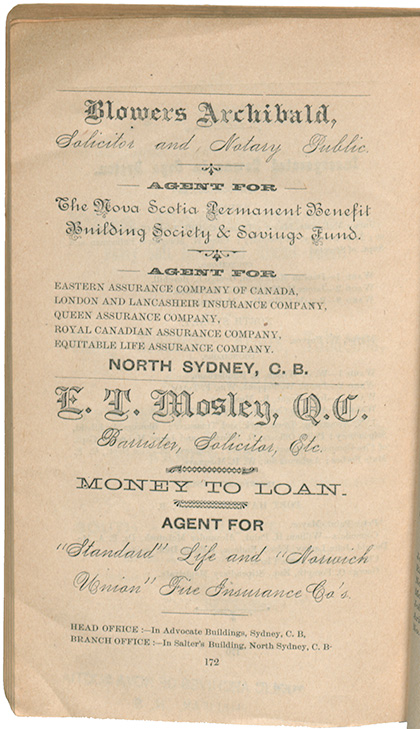 Blowers Archibald,
Solicitor and Notary Public.
AGENT FOR
The Nova Scotia Permanent Benefit
Building Society & Savings Fund.
AGENT FOR
EASTERN ASSURANCE COMPANY OF CANADA,
LONDON AND LANCASHEIR INSURANCE COMPANY,
QUEEN ASSURANCE COMPANY,
ROYAL CANADIAN ASSURANCE COMPANY,
EQUITABLE LIFE ASSURANCE COMPANY.
NORTH SYDNEY, C. B.
E. T. Mosley, Q.C.
Barrister, Solicitor, Etc.
MONEY TO LOAN.
AGENT FOR
"Standard" Life and "Norwich
Union" Fire Insurance Co's.
HEAD OFEICE :—In Advocate Buildings, Sydney, C. B,
BRANCH OFFICE :—In Salter's Building, North Sydney, C. B·
172